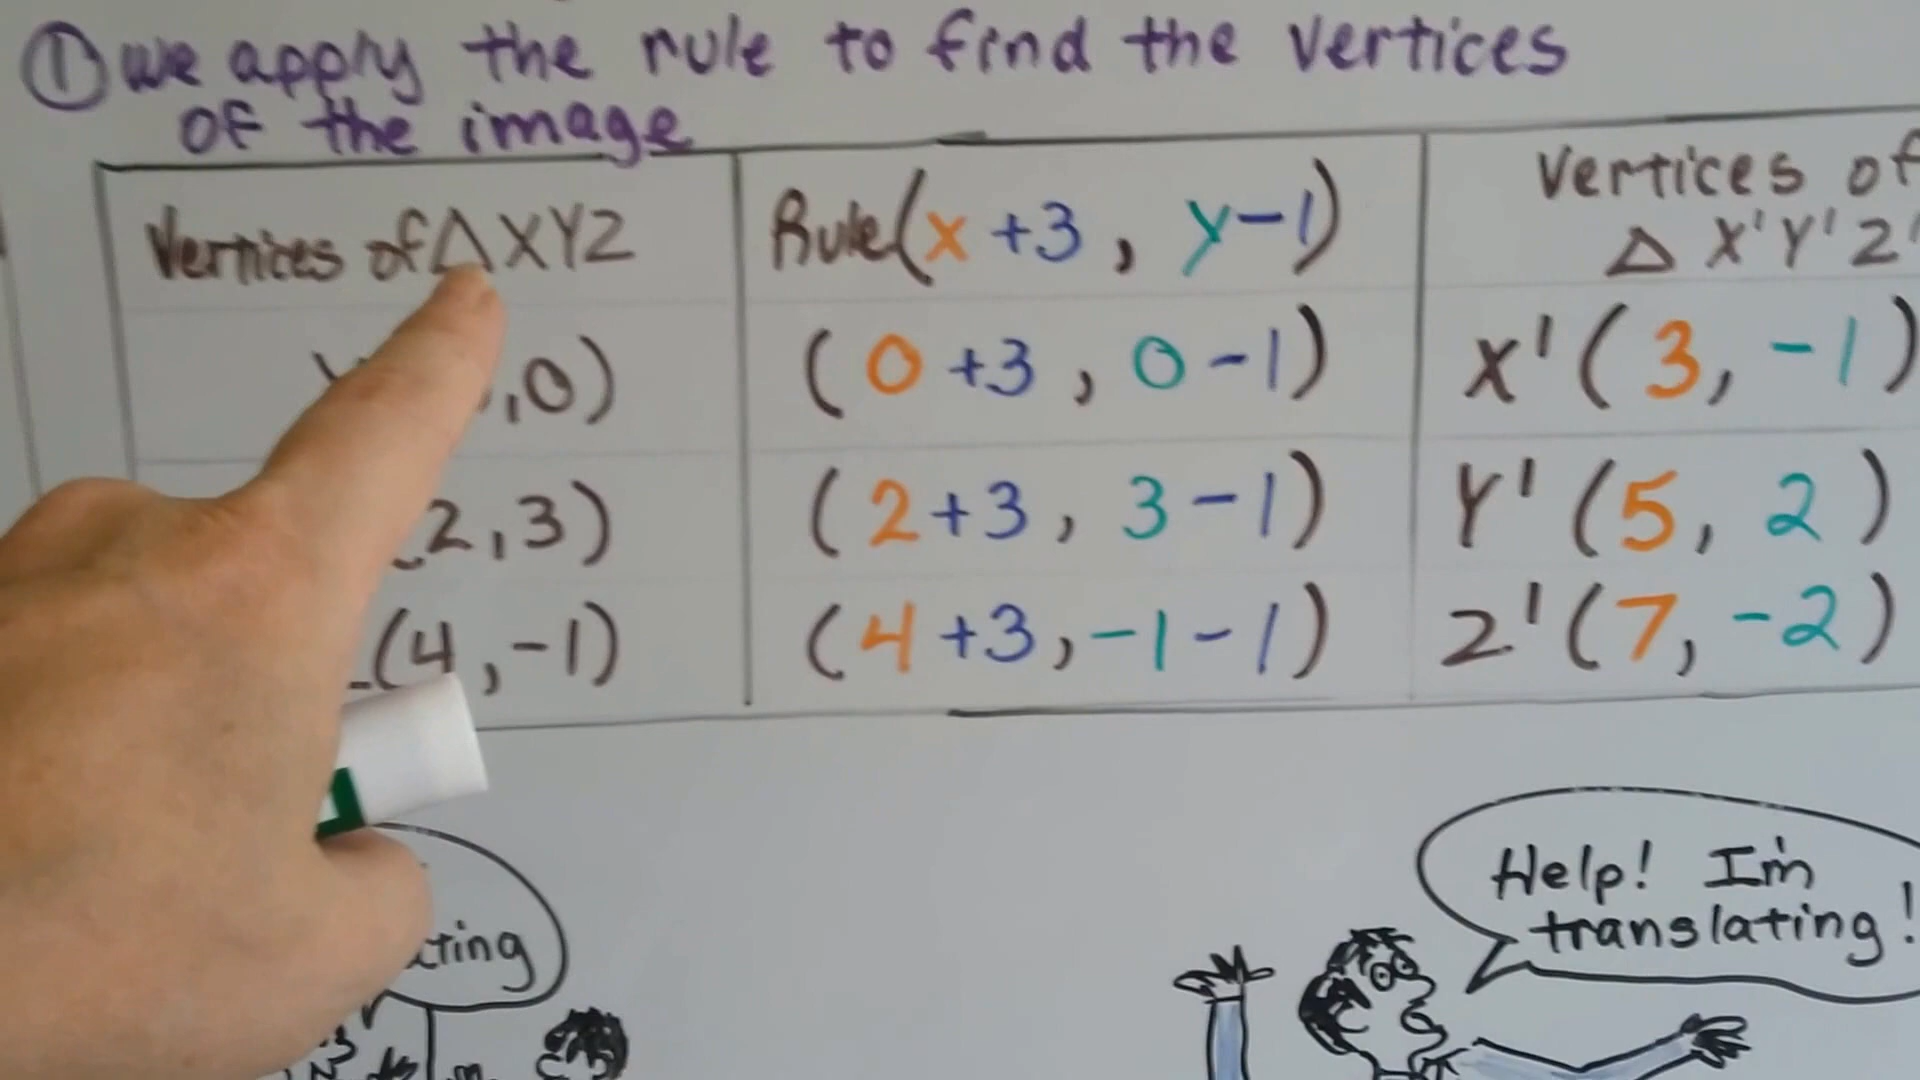 ① we apply the rule to find the vertices
of the image
Vertices of Δ XYZ
Rule (x +3, y-1)
Vertices of
Δ X'Y'Z'
,0)
(0 +3, 0-1)
X' (3, -1)
2,3)
(2+3, 3-1)
Y' (5, 2)
(4,-1)
(4+3,-1-1)
Z' (7, -2)
Help! I'm
translating!